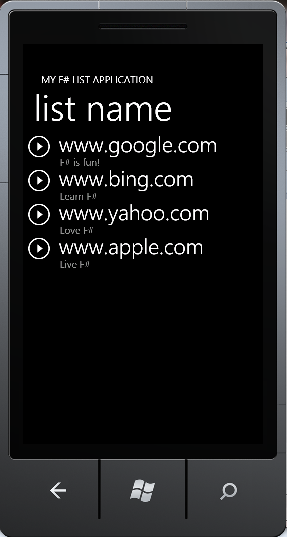 MY F# LIST APPLICATION
list name
www.google.com
F# is fun!
www.bing.com
Learn F#
www.yahoo.com
Love F#
www.apple.com
Live F#